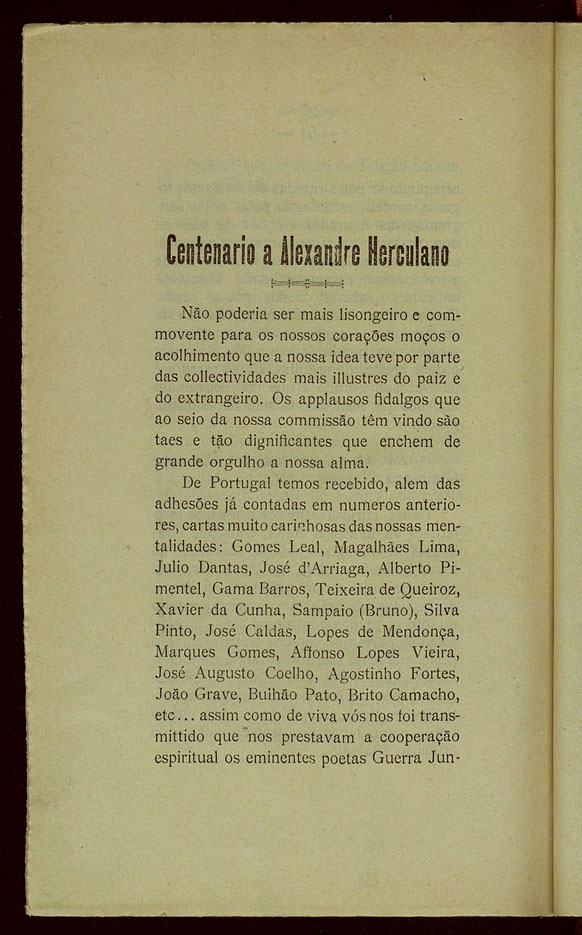 Centenario a Alexandre Herculano
Não poderia ser mais lisongeiro e com-
movente para os nossos corações moços o
acolhimento que a nossa idea teve por parte
das collectividades mais illustres do paiz e
do extrangeiro. Os applausos fidalgos que
ao seio da nossa commissão têm vindo são
taes e tão dignificantes que enchem de
grande orgulho a nossa alma.
De Portugal temos recebido, alem das
adhesões já contadas em numeros anterio-
res, cartas muito carinhosas das nossas men-
talidades: Gomes Leal, Magalhães Lima,
Julio Dantas, José d'Arriaga, Alberto Pi-
mentel, Gama Barros, Teixeira de Queiroz,
Xavier da Cunha, Sampaio (Bruno), Silva
Pinto, José Caldas, Lopes de Mendonça,
Marques Gomes, Affonso Lopes Vieira,
José Augusto Coelho, Agostinho Fortes,
João Grave, Bulhão Pato, Brito Camacho,
etc... assim como de viva vós nos foi trans-
mittido que nos prestavam a cooperação
espiritual os eminentes poetas Guerra Jun-